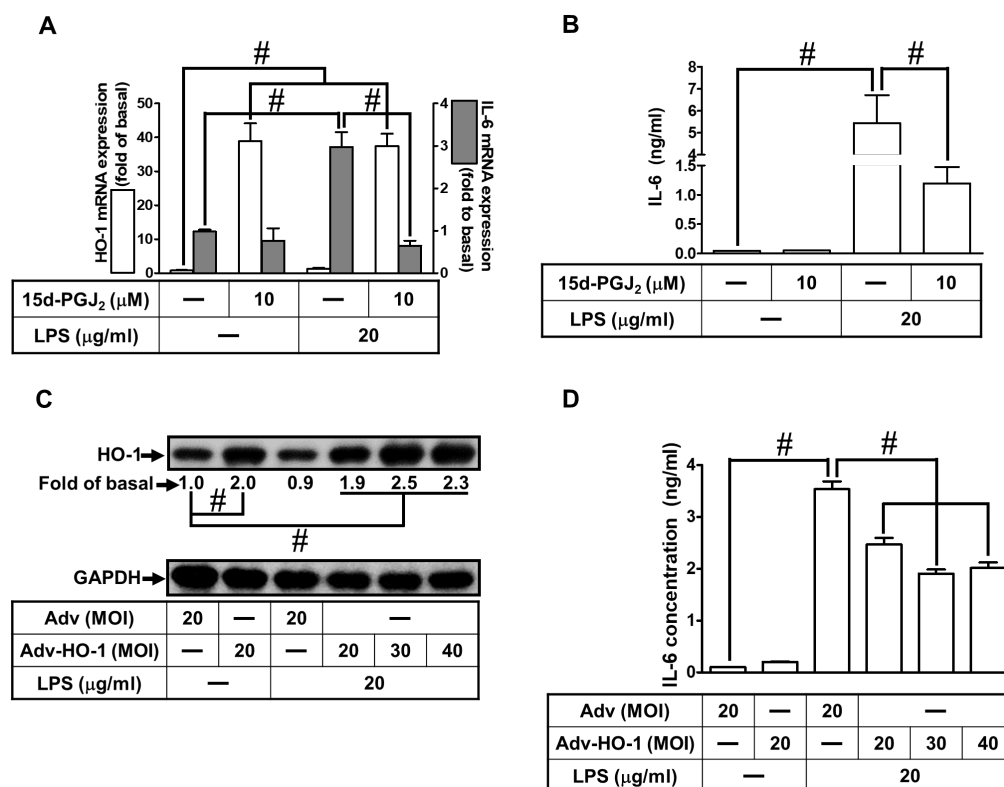 A
#
#
#
HO-1 mRNA expression
(fold of basal)
50
40
30
20
10
0
4
3
2
1
0
IL-6 mRNA expression
(fold to basal)
15d-PGJ₂ (μM) — 10 — 10
LPS (μg/ml) — 20
B
#
#
IL-6 (ng/ml)
8
7
6
5
4
1.5
1.0
0.5
0.0
15d-PGJ₂ (μM) — 10 — 10
LPS (μg/ml) — 20
C
HO-1
Fold of basal 1.0 2.0 0.9 1.9 2.5 2.3
#
#
GAPDH
Adv (MOI) 20 — 20 —
Adv-HO-1 (MOI) — 20 — 20 30 40
LPS (μg/ml) — 20
D
#
#
IL-6 concentration (ng/ml)
4
3
2
1
0
Adv (MOI) 20 — 20 —
Adv-HO-1 (MOI) — 20 — 20 30 40
LPS (μg/ml) — 20